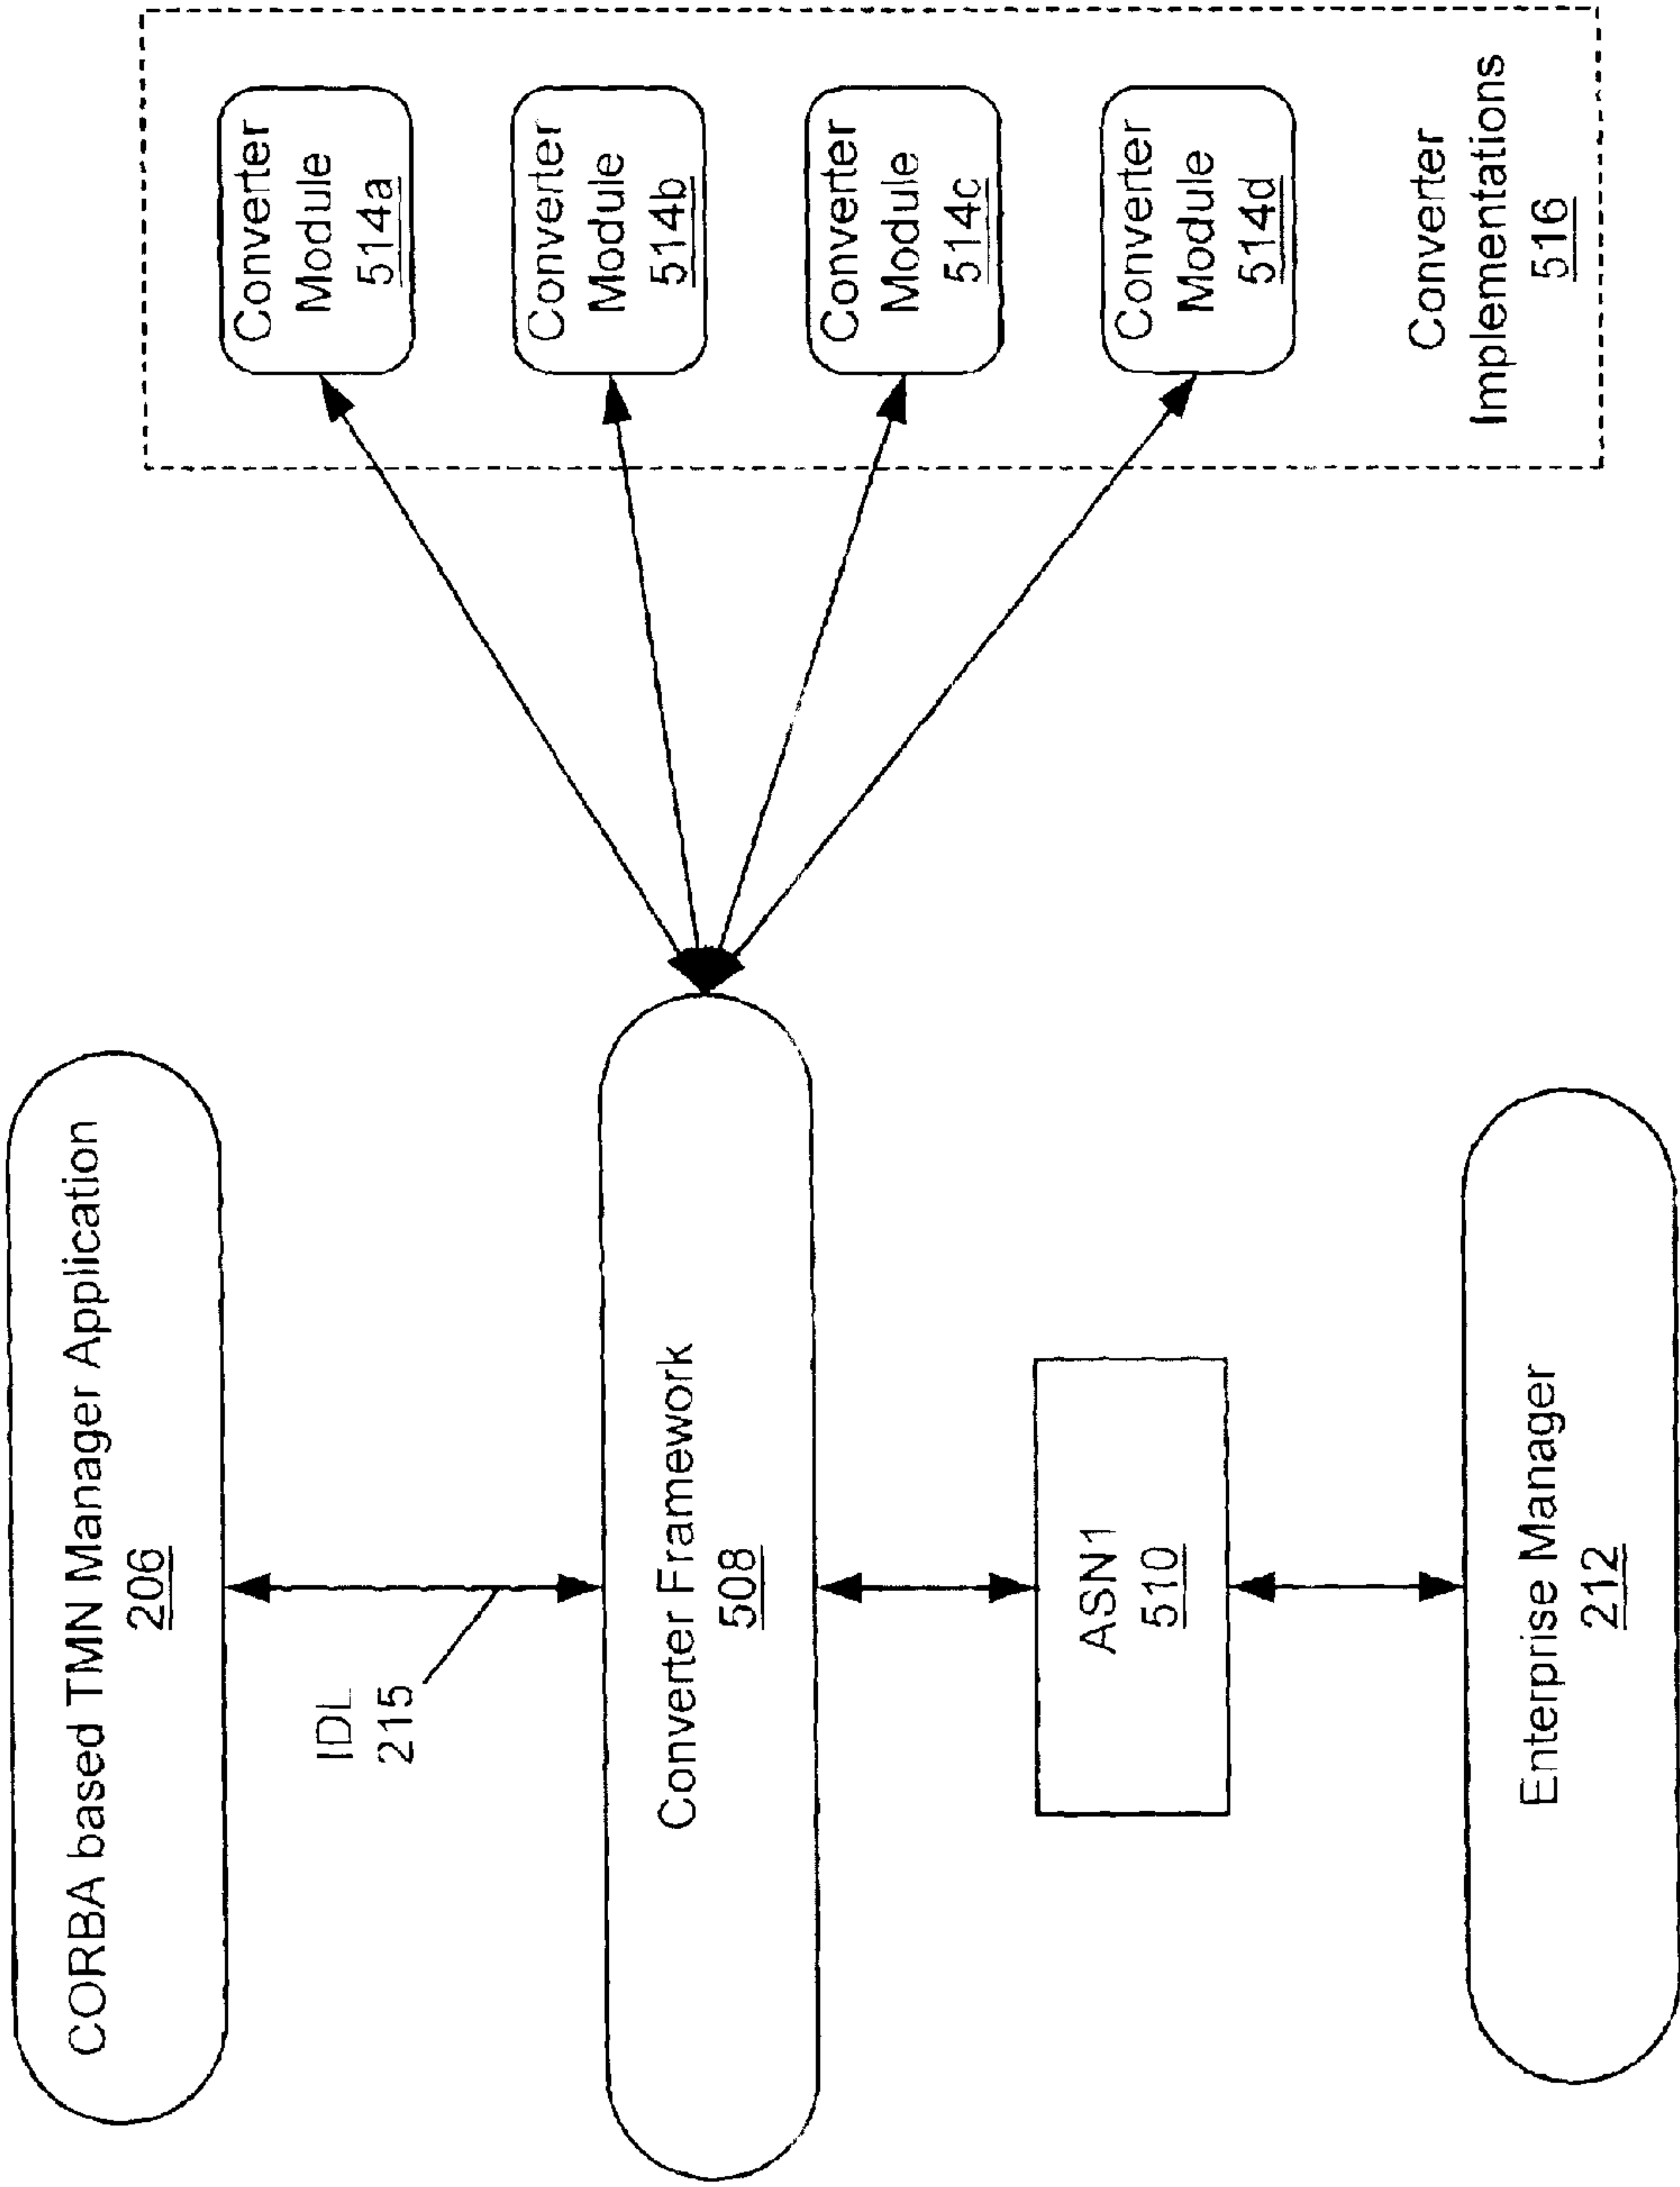 CORBA based TMN Manager Application
206
IDL
215
Converter Framework
508
ASN1
510
Enterprise Manager
212
Converter
Module
514a
Converter
Module
514b
Converter
Module
514c
Converter
Module
514d
Converter
Implementations
516